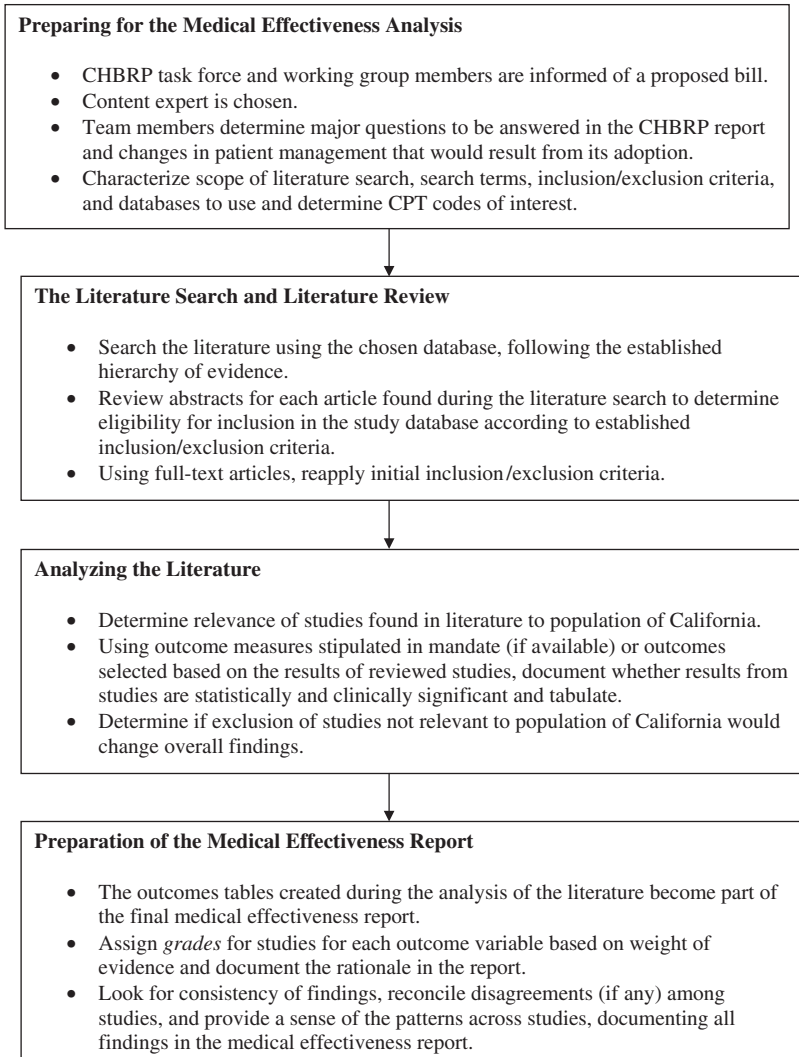 Preparing for the Medical Effectiveness Analysis
• CHBRP task force and working group members are informed of a proposed bill.
• Content expert is chosen.
• Team members determine major questions to be answered in the CHBRP report
and changes in patient management that would result from its adoption.
• Characterize scope of literature search, search terms, inclusion/exclusion criteria,
and databases to use and determine CPT codes of interest.
The Literature Search and Literature Review
• Search the literature using the chosen database, following the established
hierarchy of evidence.
• Review abstracts for each article found during the literature search to determine
eligibility for inclusion in the study database according to established
inclusion/exclusion criteria.
• Using full-text articles, reapply initial inclusion/exclusion criteria.
Analyzing the Literature
• Determine relevance of studies found in literature to population of California.
• Using outcome measures stipulated in mandate (if available) or outcomes
selected based on the results of reviewed studies, document whether results from
studies are statistically and clinically significant and tabulate.
• Determine if exclusion of studies not relevant to population of California would
change overall findings.
Preparation of the Medical Effectiveness Report
• The outcomes tables created during the analysis of the literature become part of
the final medical effectiveness report.
• Assign grades for studies for each outcome variable based on weight of
evidence and document the rationale in the report.
• Look for consistency of findings, reconcile disagreements (if any) among
studies, and provide a sense of the patterns across studies, documenting all
findings in the medical effectiveness report.